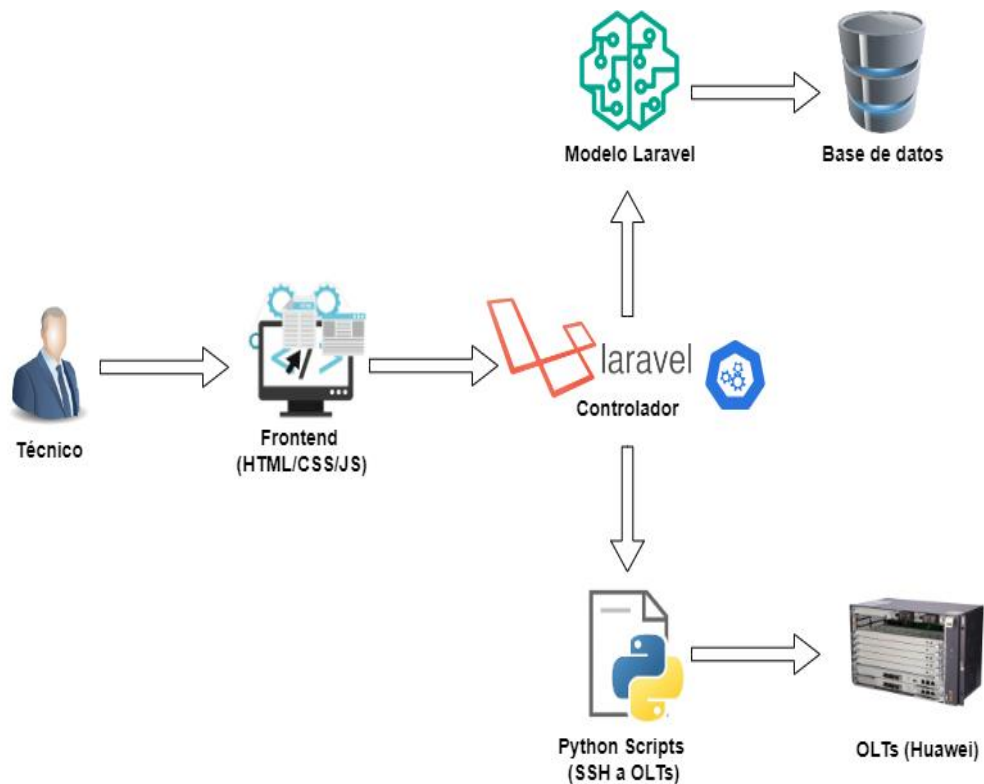 Modelo Laravel
Base de datos
laravel
Controlador
Técnico
Frontend
(HTML/CSS/JS)
Python Scripts
(SSH a OLTs)
OLTs (Huawei)